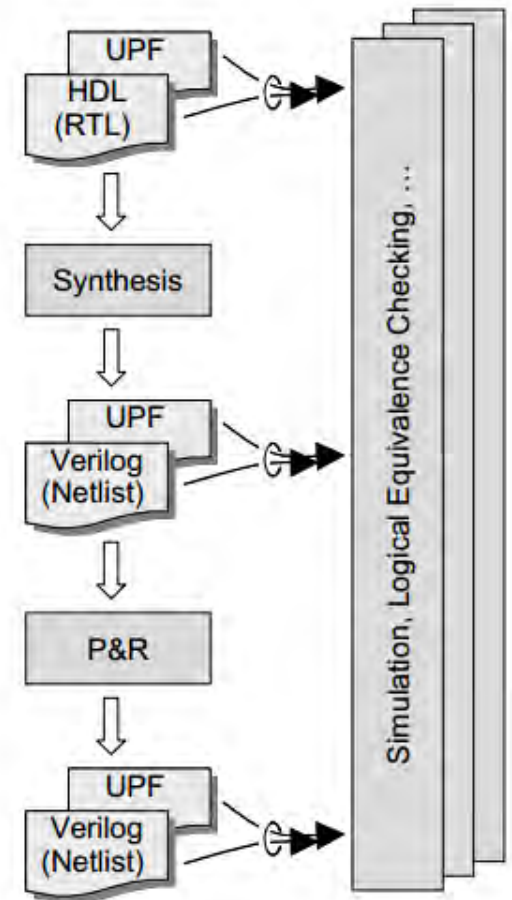 UPF
HDL
(RTL)
Synthesis
UPF
Verilog
(Netlist)
P&R
UPF
Verilog
(Netlist)
Simulation, Logical Equivalence Checking, ...